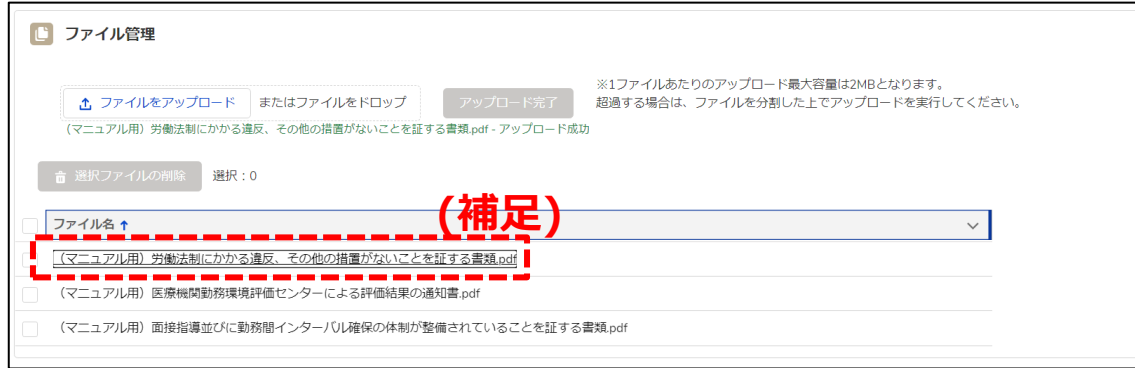 ファイル管理
※1ファイルあたりのアップロード最大容量は2MBとなります。
ファイルをアップロード またはファイルをドロップ アップロード完了
超過する場合は、ファイルを分割した上でアップロードを実行してください。
(マニュアル用)労働法制にかかる違反、その他の措置がないことを証する書類.pdf - アップロード成功
選択ファイルの削除 選択:0
(補足)
ファイル名↑
(マニュアル用)労働法制にかかる違反、その他の措置がないことを証する書類.pdf
(マニュアル用)医療機関勤務環境評価センターによる評価結果の通知書.pdf
(マニュアル用)面接指導並びに勤務間インターバル確保の体制が整備されていることを証する書類.pdf